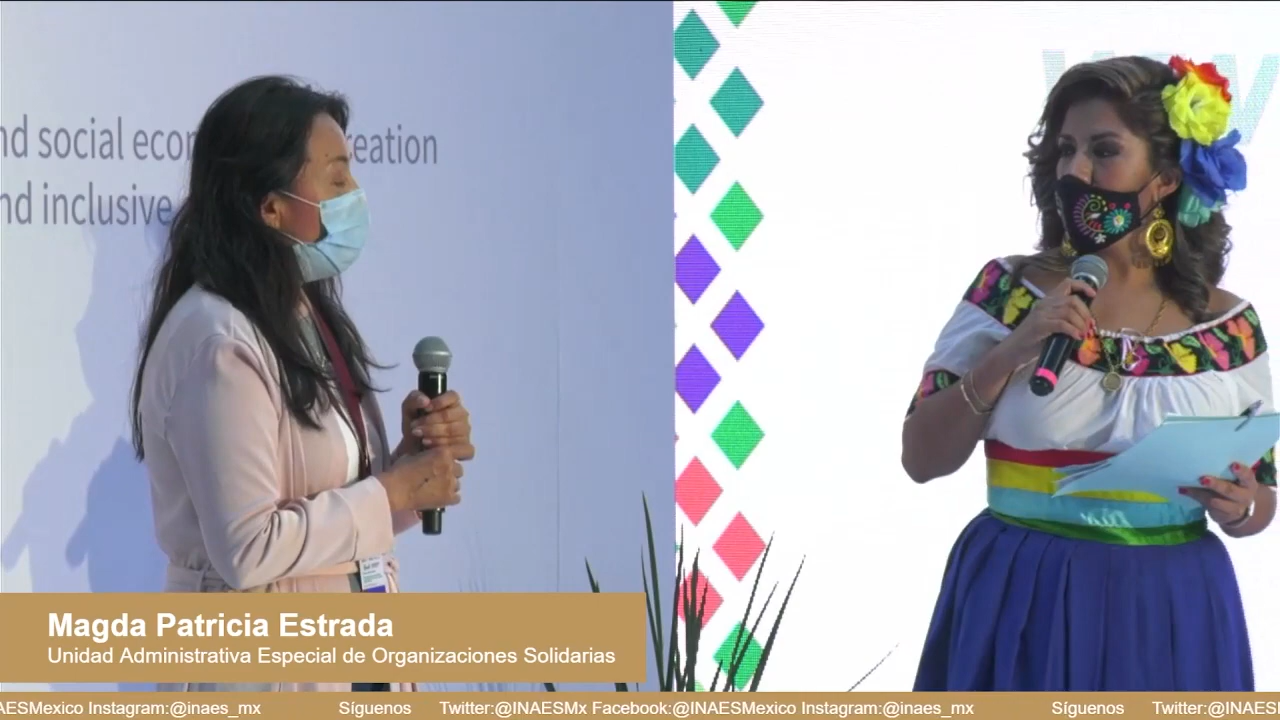 nd social eco
eation
nd inclusive
Magda Patricia Estrada
Unidad Administrativa Especial de Organizaciones Solidarias
AESMexico Instagram:@inaes_mx Síguenos Twitter:@INAESMx Facebook:@INAESMexico Instagram:@inaes_mx Síguenos Twitter:@INAES